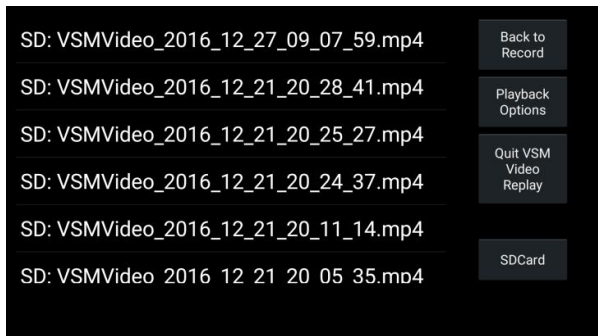 SD: VSMVideo_2016_12_27_09_07_59.mp4
SD: VSMVideo_2016_12_21_20_28_41.mp4
SD: VSMVideo_2016_12_21_20_25_27.mp4
SD: VSMVideo_2016_12_21_20_24_37.mp4
SD: VSMVideo_2016_12_21_20_11_14.mp4
SD: VSMVideo_2016_12_21_20_05_35.mp4
Back to
Record
Playback
Options
Quit VSM
Video
Replay
SDCard